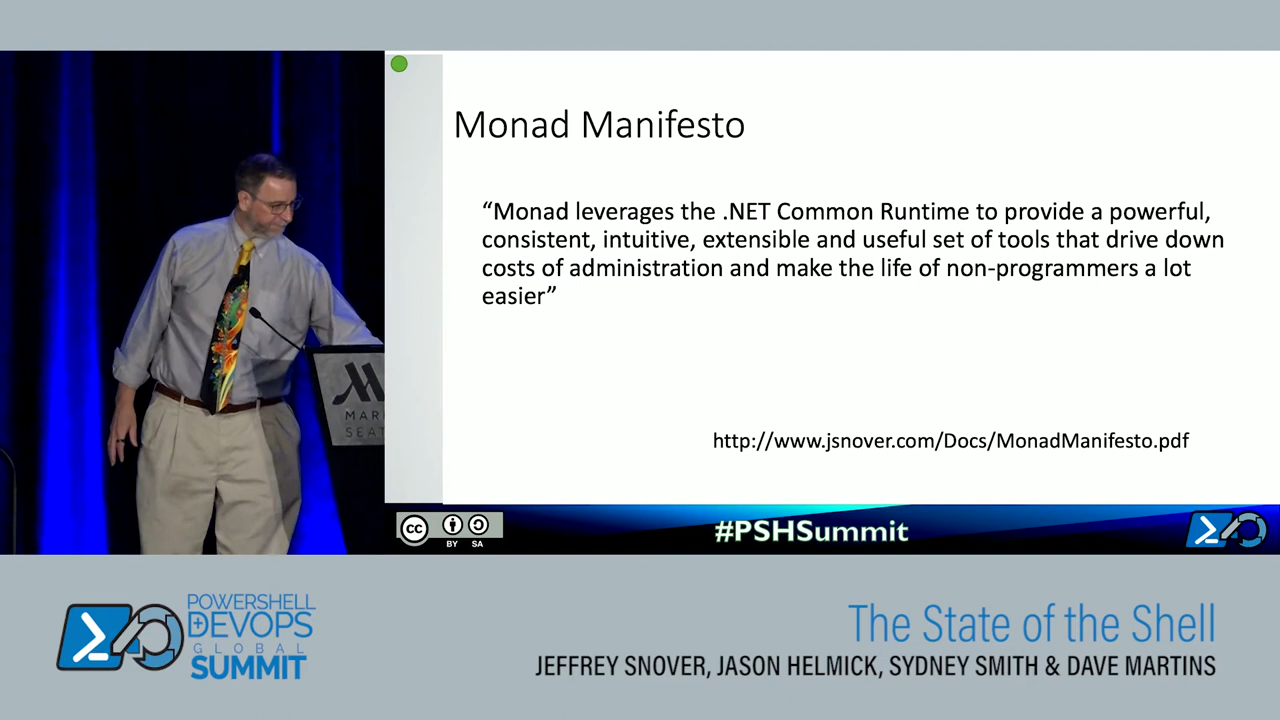 Monad Manifesto
“Monad leverages the .NET Common Runtime to provide a powerful,
consistent, intuitive, extensible and useful set of tools that drive down
costs of administration and make the life of non-programmers a lot
easier”
http://www.jsnover.com/Docs/MonadManifesto.pdf
MAR
SEA
cc
BY SA
#PSHSummit
POWERSHELL
+DEVOPS
GLOBAL
SUMMIT
The State of the Shell
JEFFREY SNOVER, JASON HELMICK, SYDNEY SMITH & DAVE MARTINS